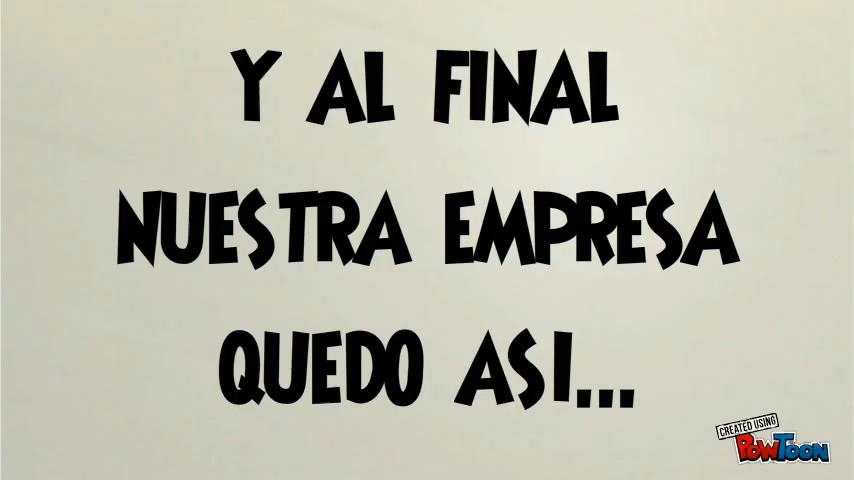 Y AL FINAL
NUESTRA EMPRESA
QUEDO ASI...
CREATED USING
POWTOON